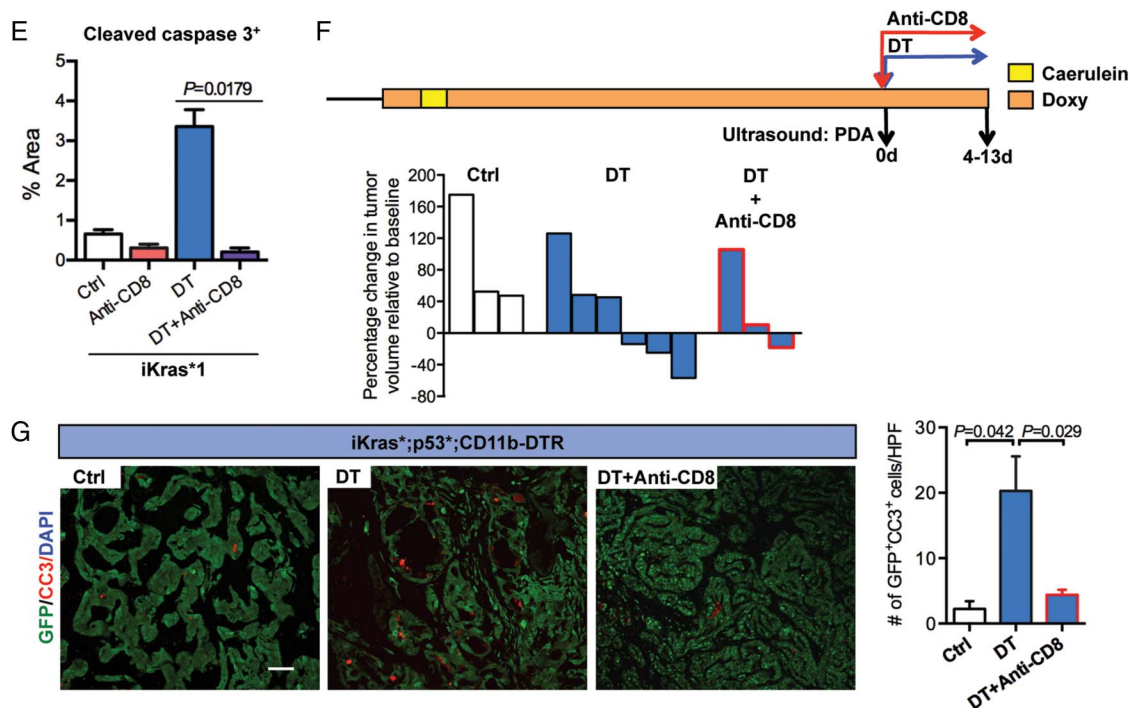 E
Cleaved caspase 3+
% Area
5
4
3
2
1
0
P=0.0179
Ctrl
Anti-CD8
DT
DT+Anti-CD8
iKras*1
F
Anti-CD8
DT
Caerulein
Doxy
Ultrasound: PDA
0d
4-13d
Percentage change in tumor
volume relative to baseline
200
160
120
80
40
0
-40
-80
Ctrl
DT
DT
+
Anti-CD8
G
iKras*;p53*;CD11b-DTR
GFP/CC3/DAPI
Ctrl
DT
DT+Anti-CD8
# of GFP+CC3+ cells/HPF
30
20
10
0
P=0.042
P=0.029
Ctrl
DT
DT+Anti-CD8